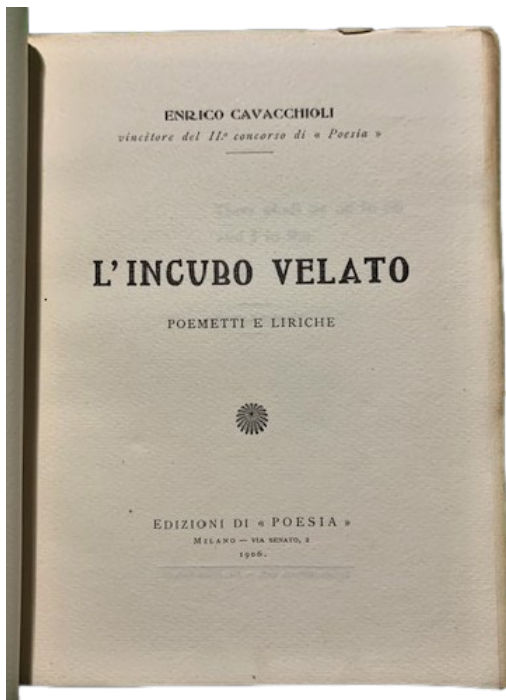 ENRICO CAVACCHIOLI
vincitore del II.º concorso di « Poesia »
L'INCUBO VELATO
POEMETTI E LIRICHE
EDIZIONI DI « POESIA »
MILANO — VIA SENATO, 2
1906.